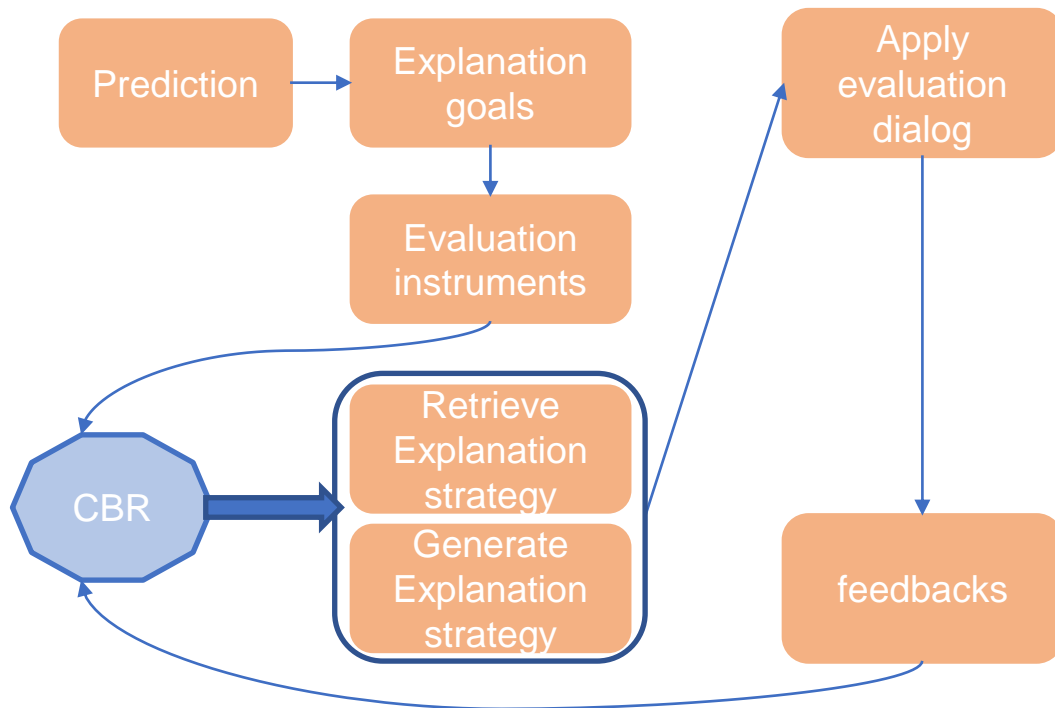 Prediction
Explanation
goals
Apply
evaluation
dialog
Evaluation
instruments
Retrieve
Explanation
strategy
CBR
Generate
Explanation
strategy
feedbacks